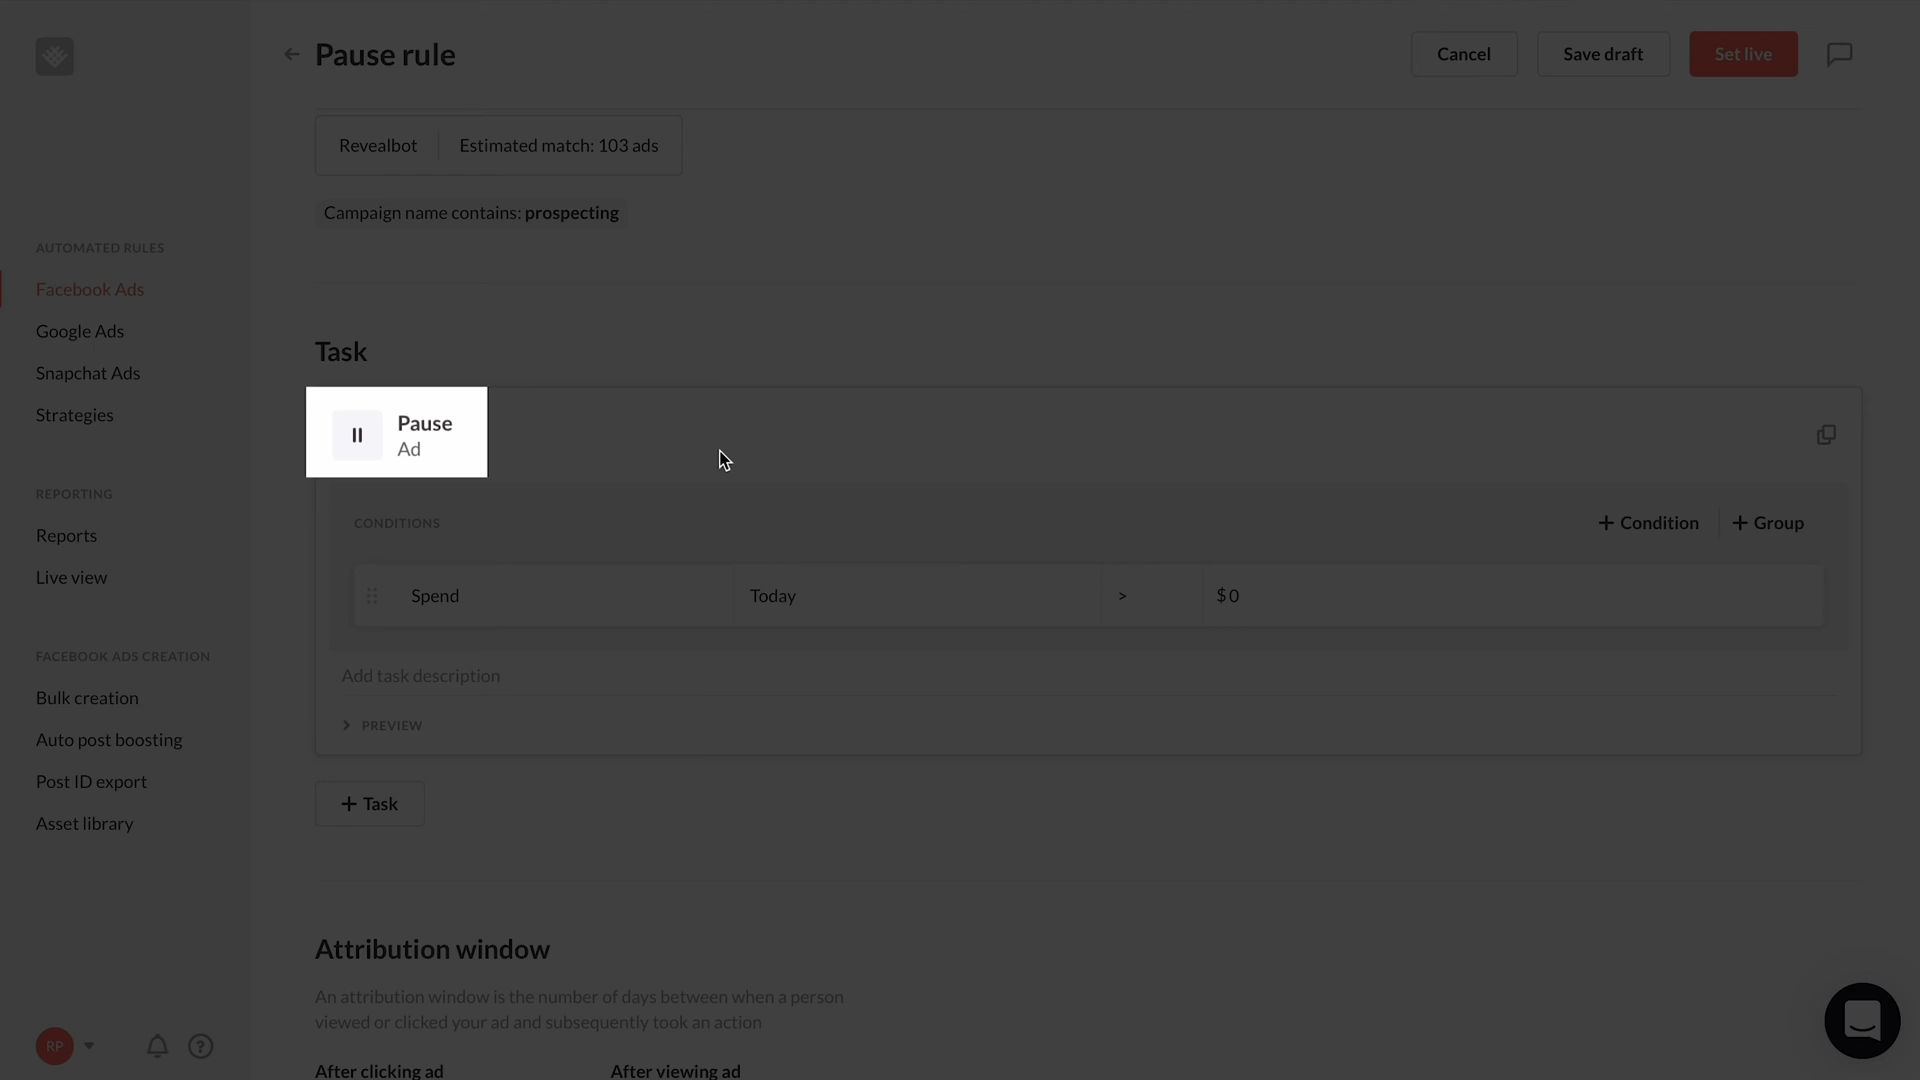 Pause rule
Cancel
Save draft
Set live
Revealbot
Estimated match: 103 ads
Campaign name contains: prospecting
AUTOMATED RULES
Facebook Ads
Google Ads
Snapchat Ads
Strategies
REPORTING
Reports
Live view
FACEBOOK ADS CREATION
Bulk creation
Auto post boosting
Post ID export
Asset library
RP
Task
Pause
Ad
CONDITIONS
+ Condition
+ Group
Spend
Today
>
$ 0
Add task description
PREVIEW
+ Task
Attribution window
An attribution window is the number of days between when a person
viewed or clicked your ad and subsequently took an action
After clicking ad
After viewing ad